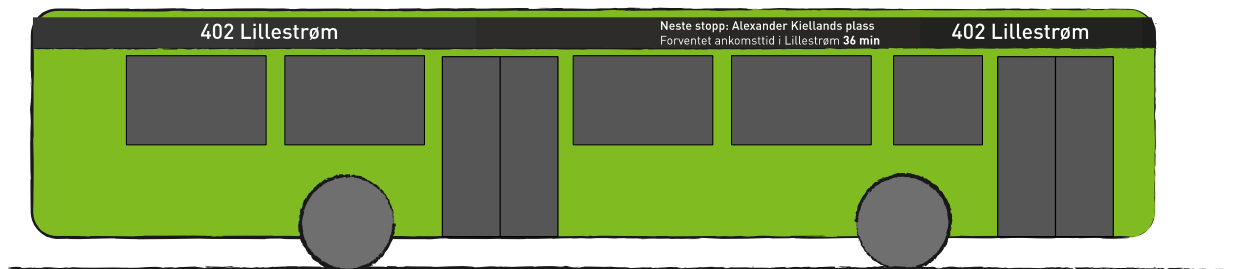 402 Lillestrøm
Neste stopp: Alexander Kiellands plass
Forventet ankomsttid i Lillestrøm 36 min
402 Lillestrøm